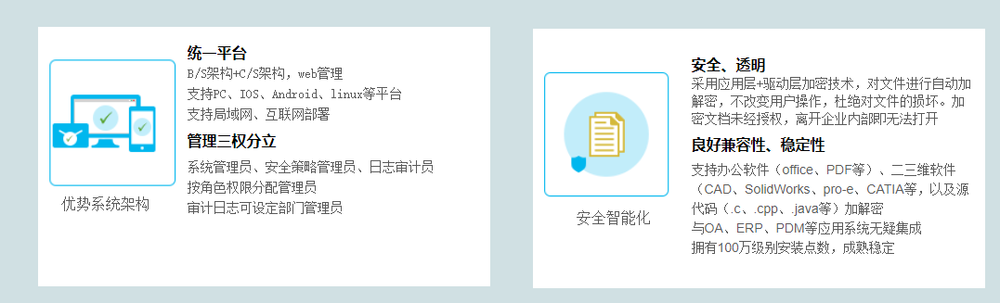 统一平台
B/S架构+C/S架构，web管理
支持PC、IOS、Android、linux等平台
支持局域网、互联网部署
管理三权分立
系统管理员、安全策略管理员、日志审计员
按角色权限分配管理员
审计日志可设定部门管理员
优势系统架构
安全、透明
采用应用层+驱动层加密技术，对文件进行自动加
解密，不改变用户操作，杜绝对文件的损坏。加
密文档未经授权，离开企业内部即无法打开
良好兼容性、稳定性
支持办公软件（office、PDF等）、二三维软件
（CAD、SolidWorks、pro-e、CATIA等，以及源
代码（.c、.cpp、.java等）加解密
与OA、ERP、PDM等应用系统无疑集成
拥有100万级别安装点数，成熟稳定
安全智能化